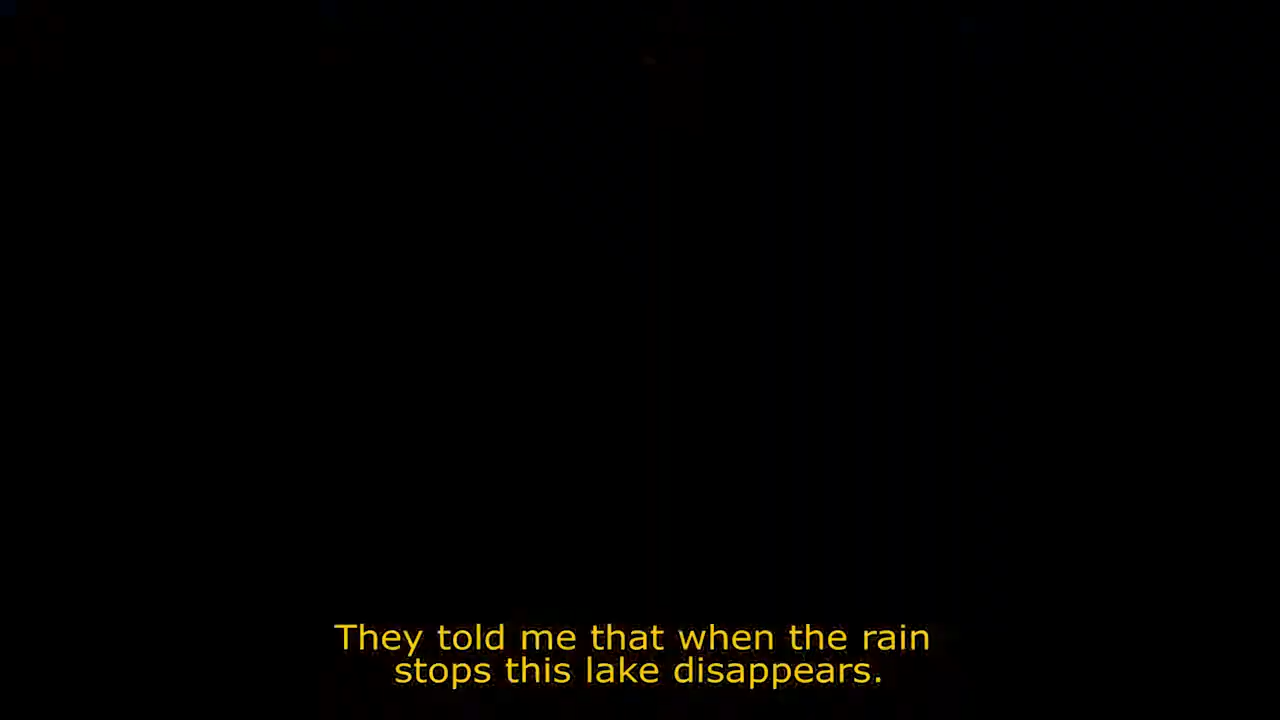 They told me that when the rain
stops this lake disappears.